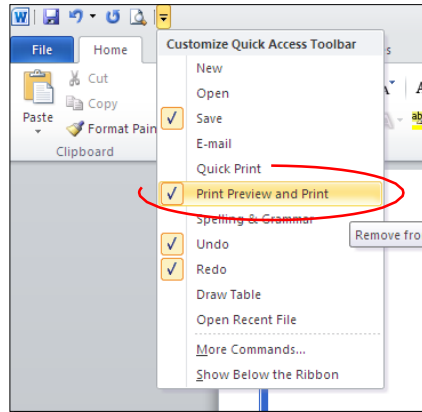 W
Customize Quick Access Toolbar
File
Home
s
Cut
Copy
Paste
Format Pain
Clipboard
New
Open
Save
E-mail
Quick Print
Print Preview and Print
Spelling & Grammar
Remove fro
Undo
Redo
Draw Table
Open Recent File
More Commands...
Show Below the Ribbon
A
A
ab